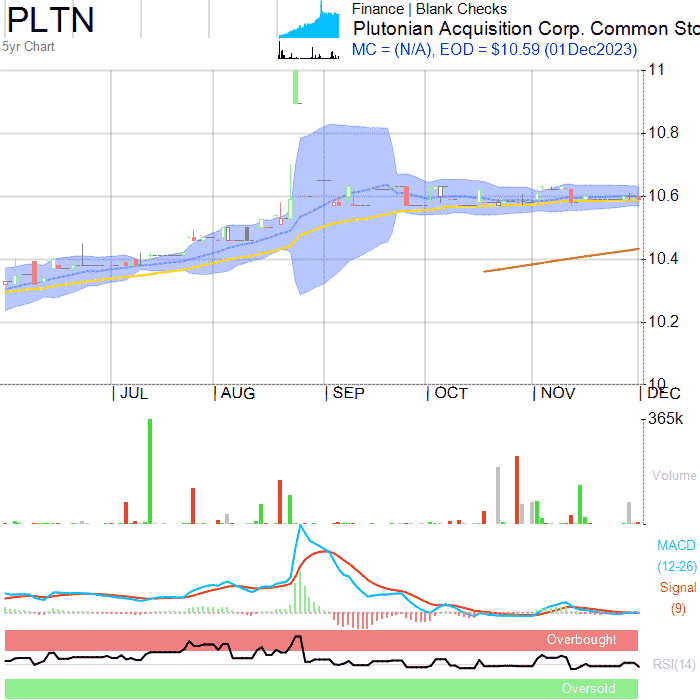 PLTN
5yr Chart
Finance | Blank Checks
Plutonian Acquisition Corp. Common Sto
MC = (N/A), EOD = $10.59 (01Dec2023)
11
10.8
10.6
10.4
10.2
10
JUL AUG SEP OCT NOV DEC
365k
Volume
MACD
(12-26)
Signal
(9)
Overbought
RSI(14)
Oversold